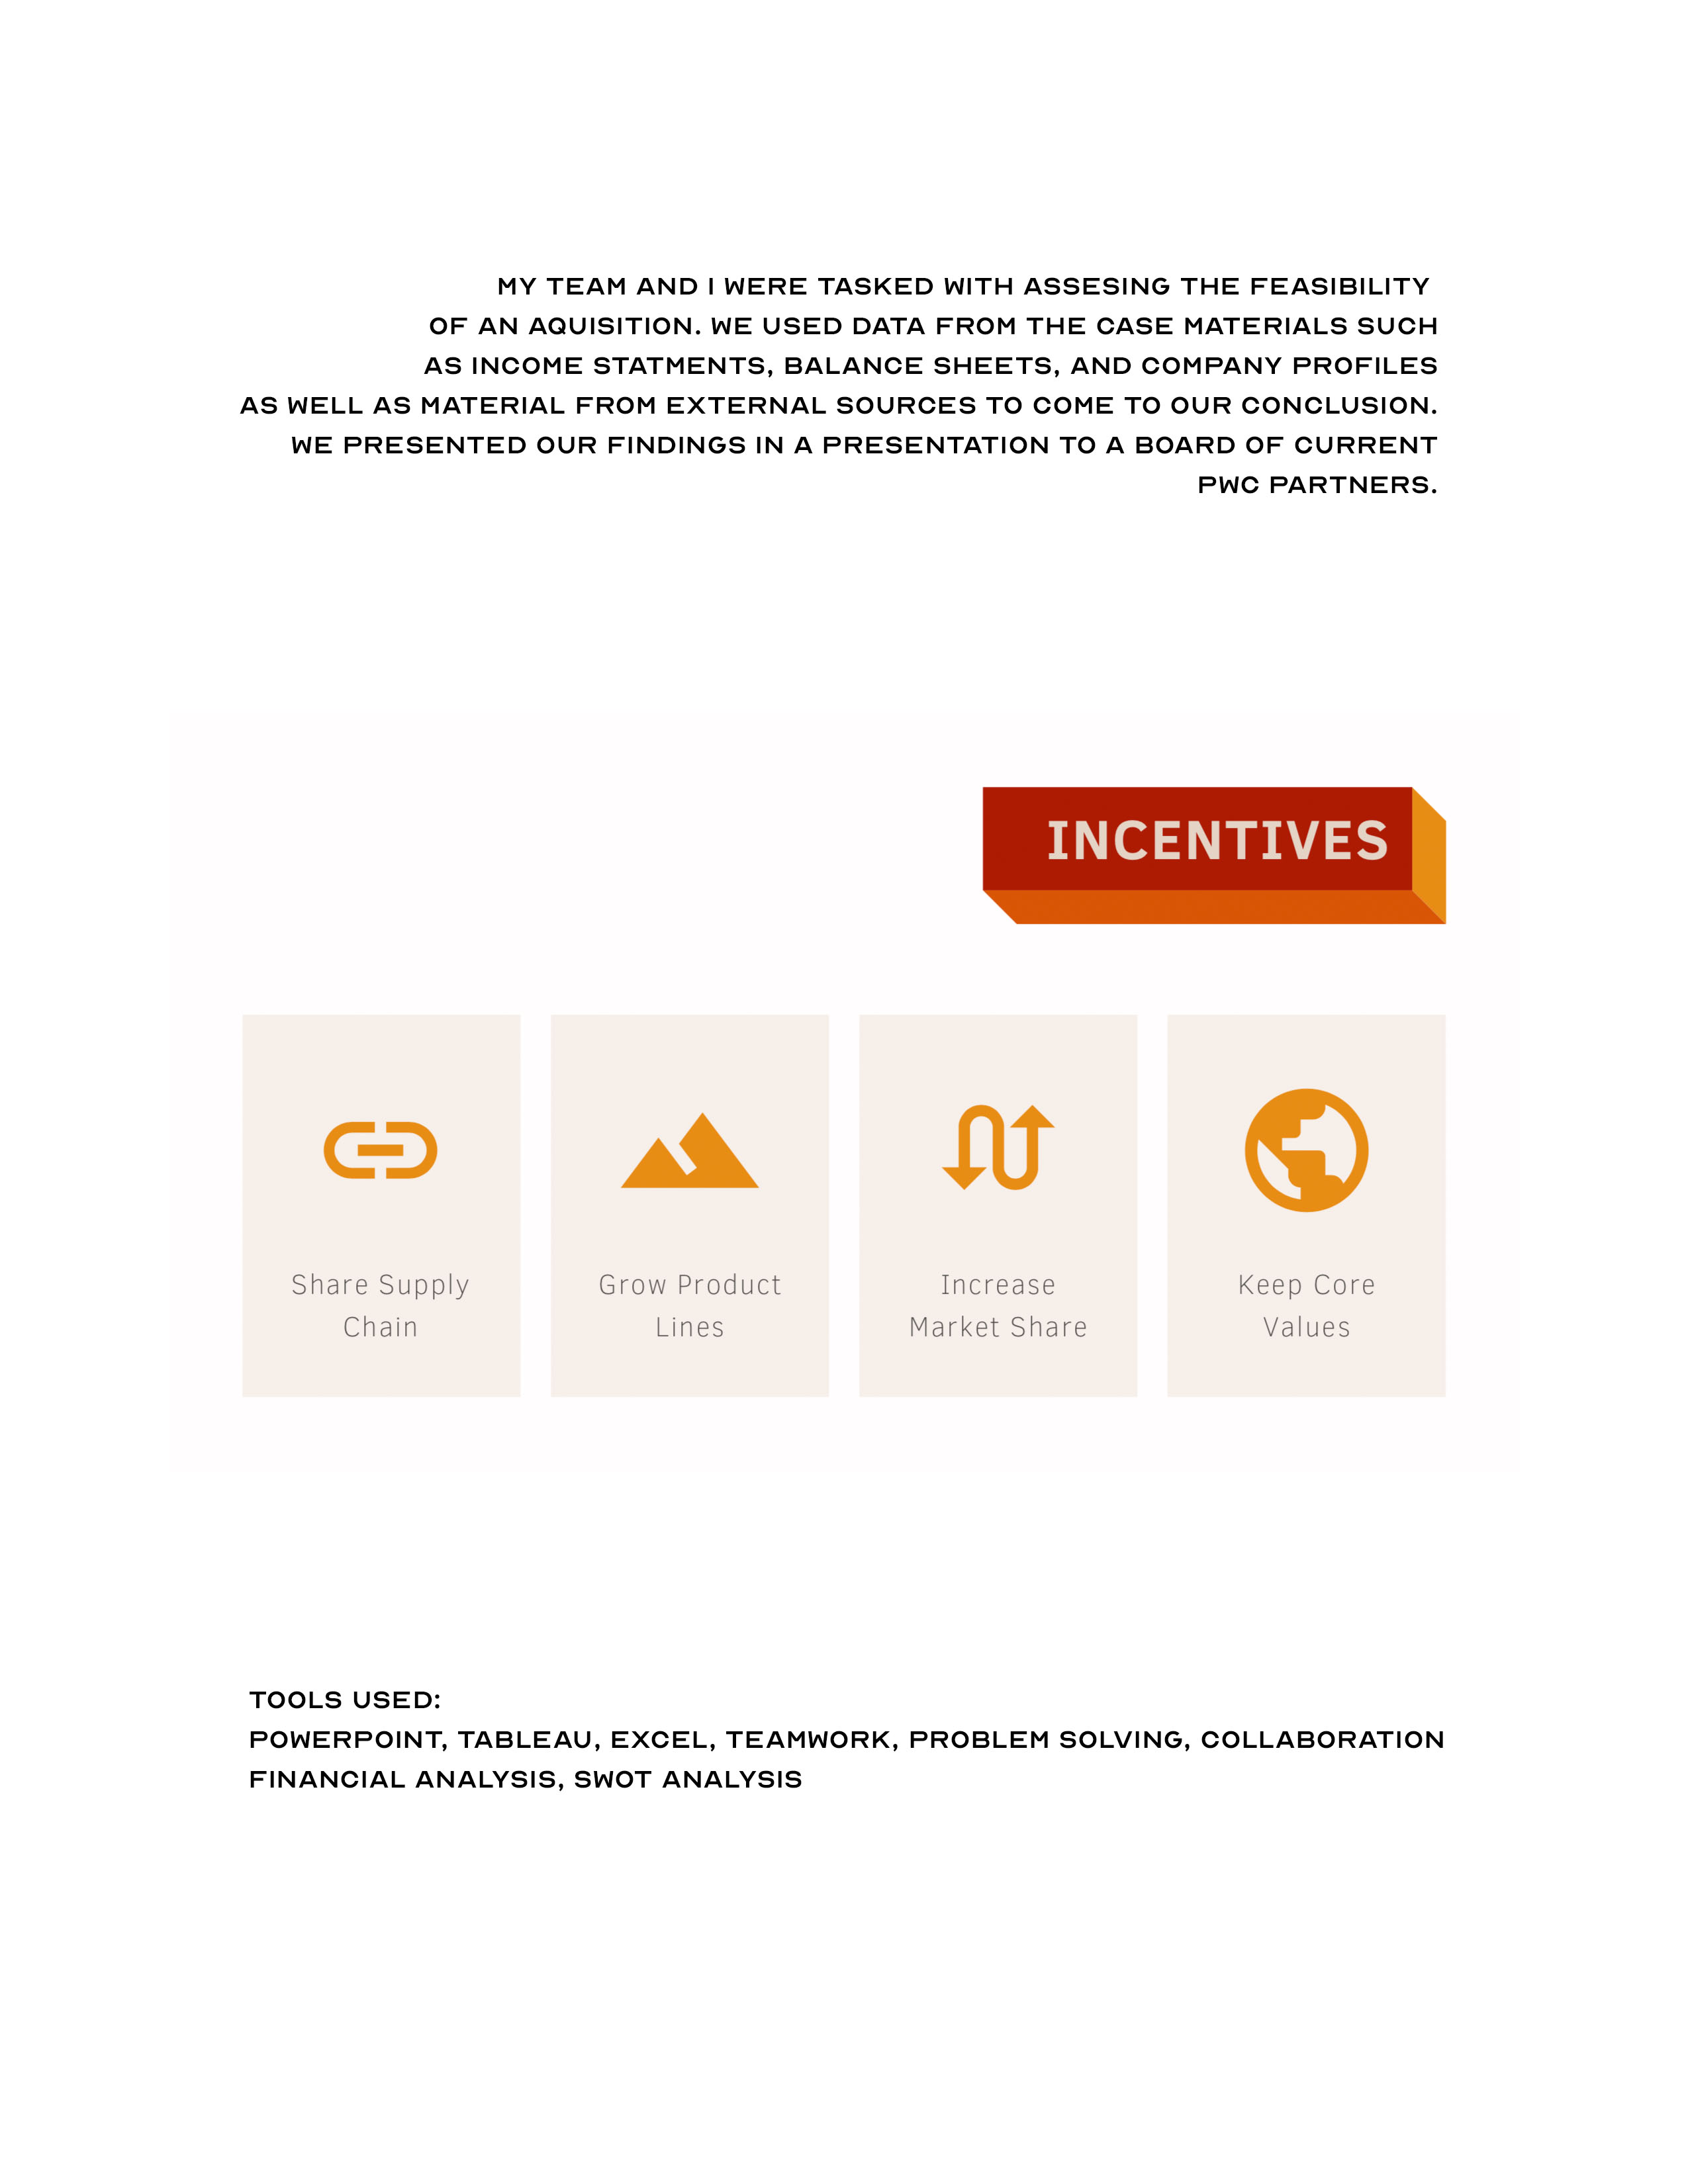 MY TEAM AND I WERE TASKED WITH ASSESING THE FEASIBILITY
OF AN AQUISITION. WE USED DATA FROM THE CASE MATERIALS SUCH
AS INCOME STATMENTS, BALANCE SHEETS, AND COMPANY PROFILES
AS WELL AS MATERIAL FROM EXTERNAL SOURCES TO COME TO OUR CONCLUSION.
WE PRESENTED OUR FINDINGS IN A PRESENTATION TO A BOARD OF CURRENT
PWC PARTNERS.
INCENTIVES
Share Supply
Chain
Grow Product
Lines
Increase
Market Share
Keep Core
Values
TOOLS USED:
POWERPOINT, TABLEAU, EXCEL, TEAMWORK, PROBLEM SOLVING, COLLABORATION
FINANCIAL ANALYSIS, SWOT ANALYSIS